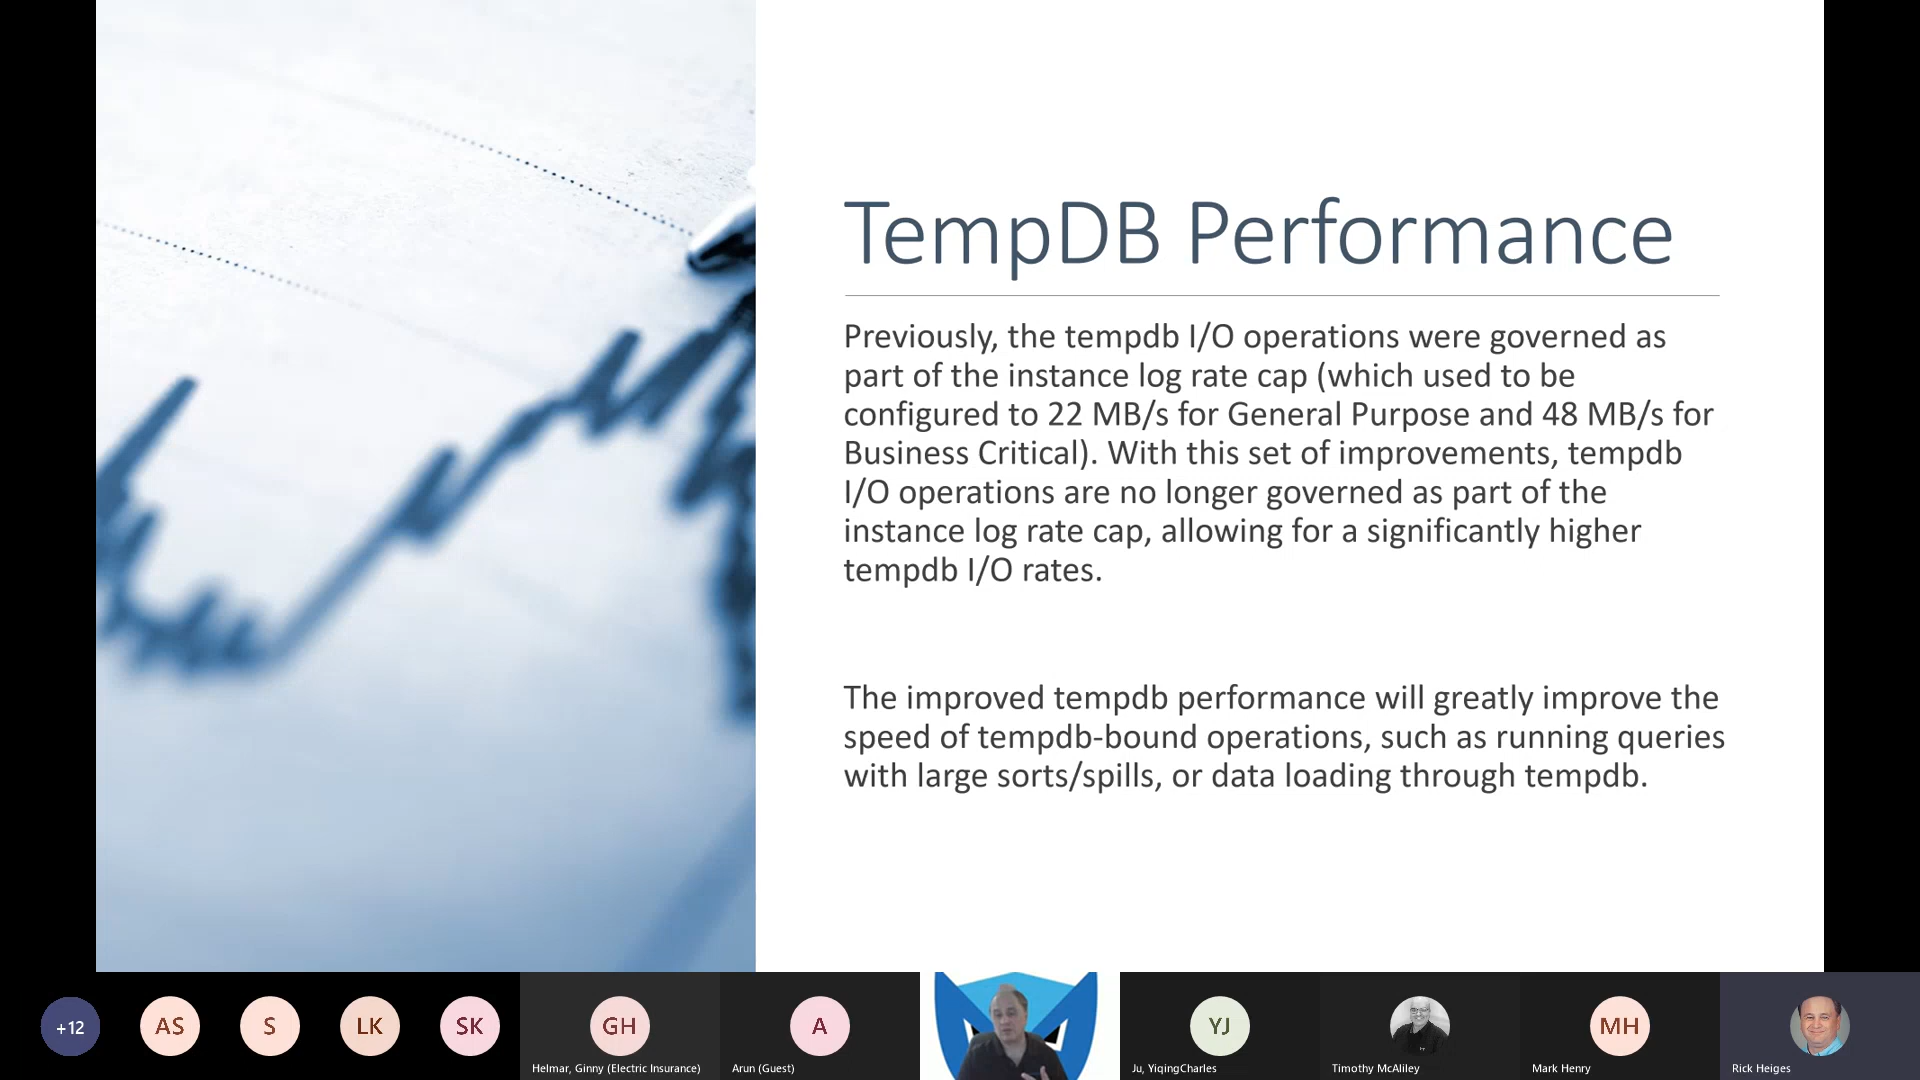 TempDB Performance
Previously, the tempdb I/O operations were governed as
part of the instance log rate cap (which used to be
configured to 22 MB/s for General Purpose and 48 MB/s for
Business Critical). With this set of improvements, tempdb
I/O operations are no longer governed as part of the
instance log rate cap, allowing for a significantly higher
tempdb I/O rates.
The improved tempdb performance will greatly improve the
speed of tempdb-bound operations, such as running queries
with large sorts/spills, or data loading through tempdb.
+12
AS
S
LK
SK
GH
A
YJ
MH
Helmar, Ginny (Electric Insurance)
Arun (Guest)
Ju, YiqingCharles
Timothy McAliley
Mark Henry
Rick Heiges